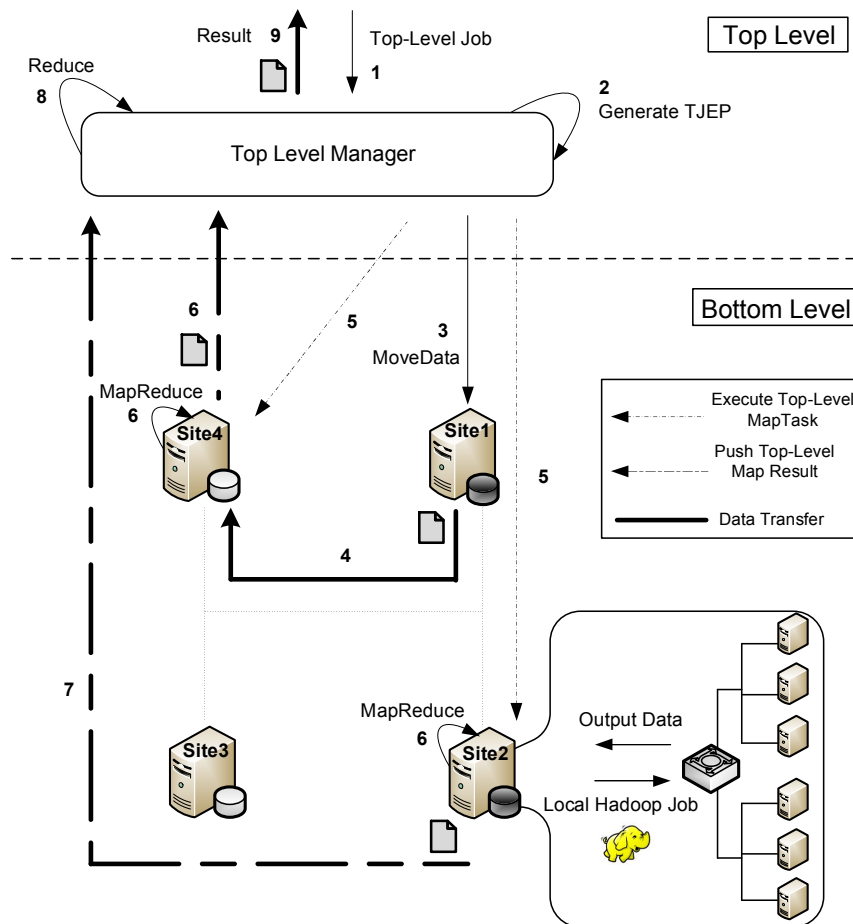 Result 9
Top-Level Job
1
Top Level
Reduce
8
2
Generate TJEP
Top Level Manager
Bottom Level
6
5
3
MoveData
MapReduce
6
Site4
Site1
5
Execute Top-Level
MapTask
Push Top-Level
Map Result
Data Transfer
4
7
MapReduce
6
Site3
Site2
Output Data
Local Hadoop Job